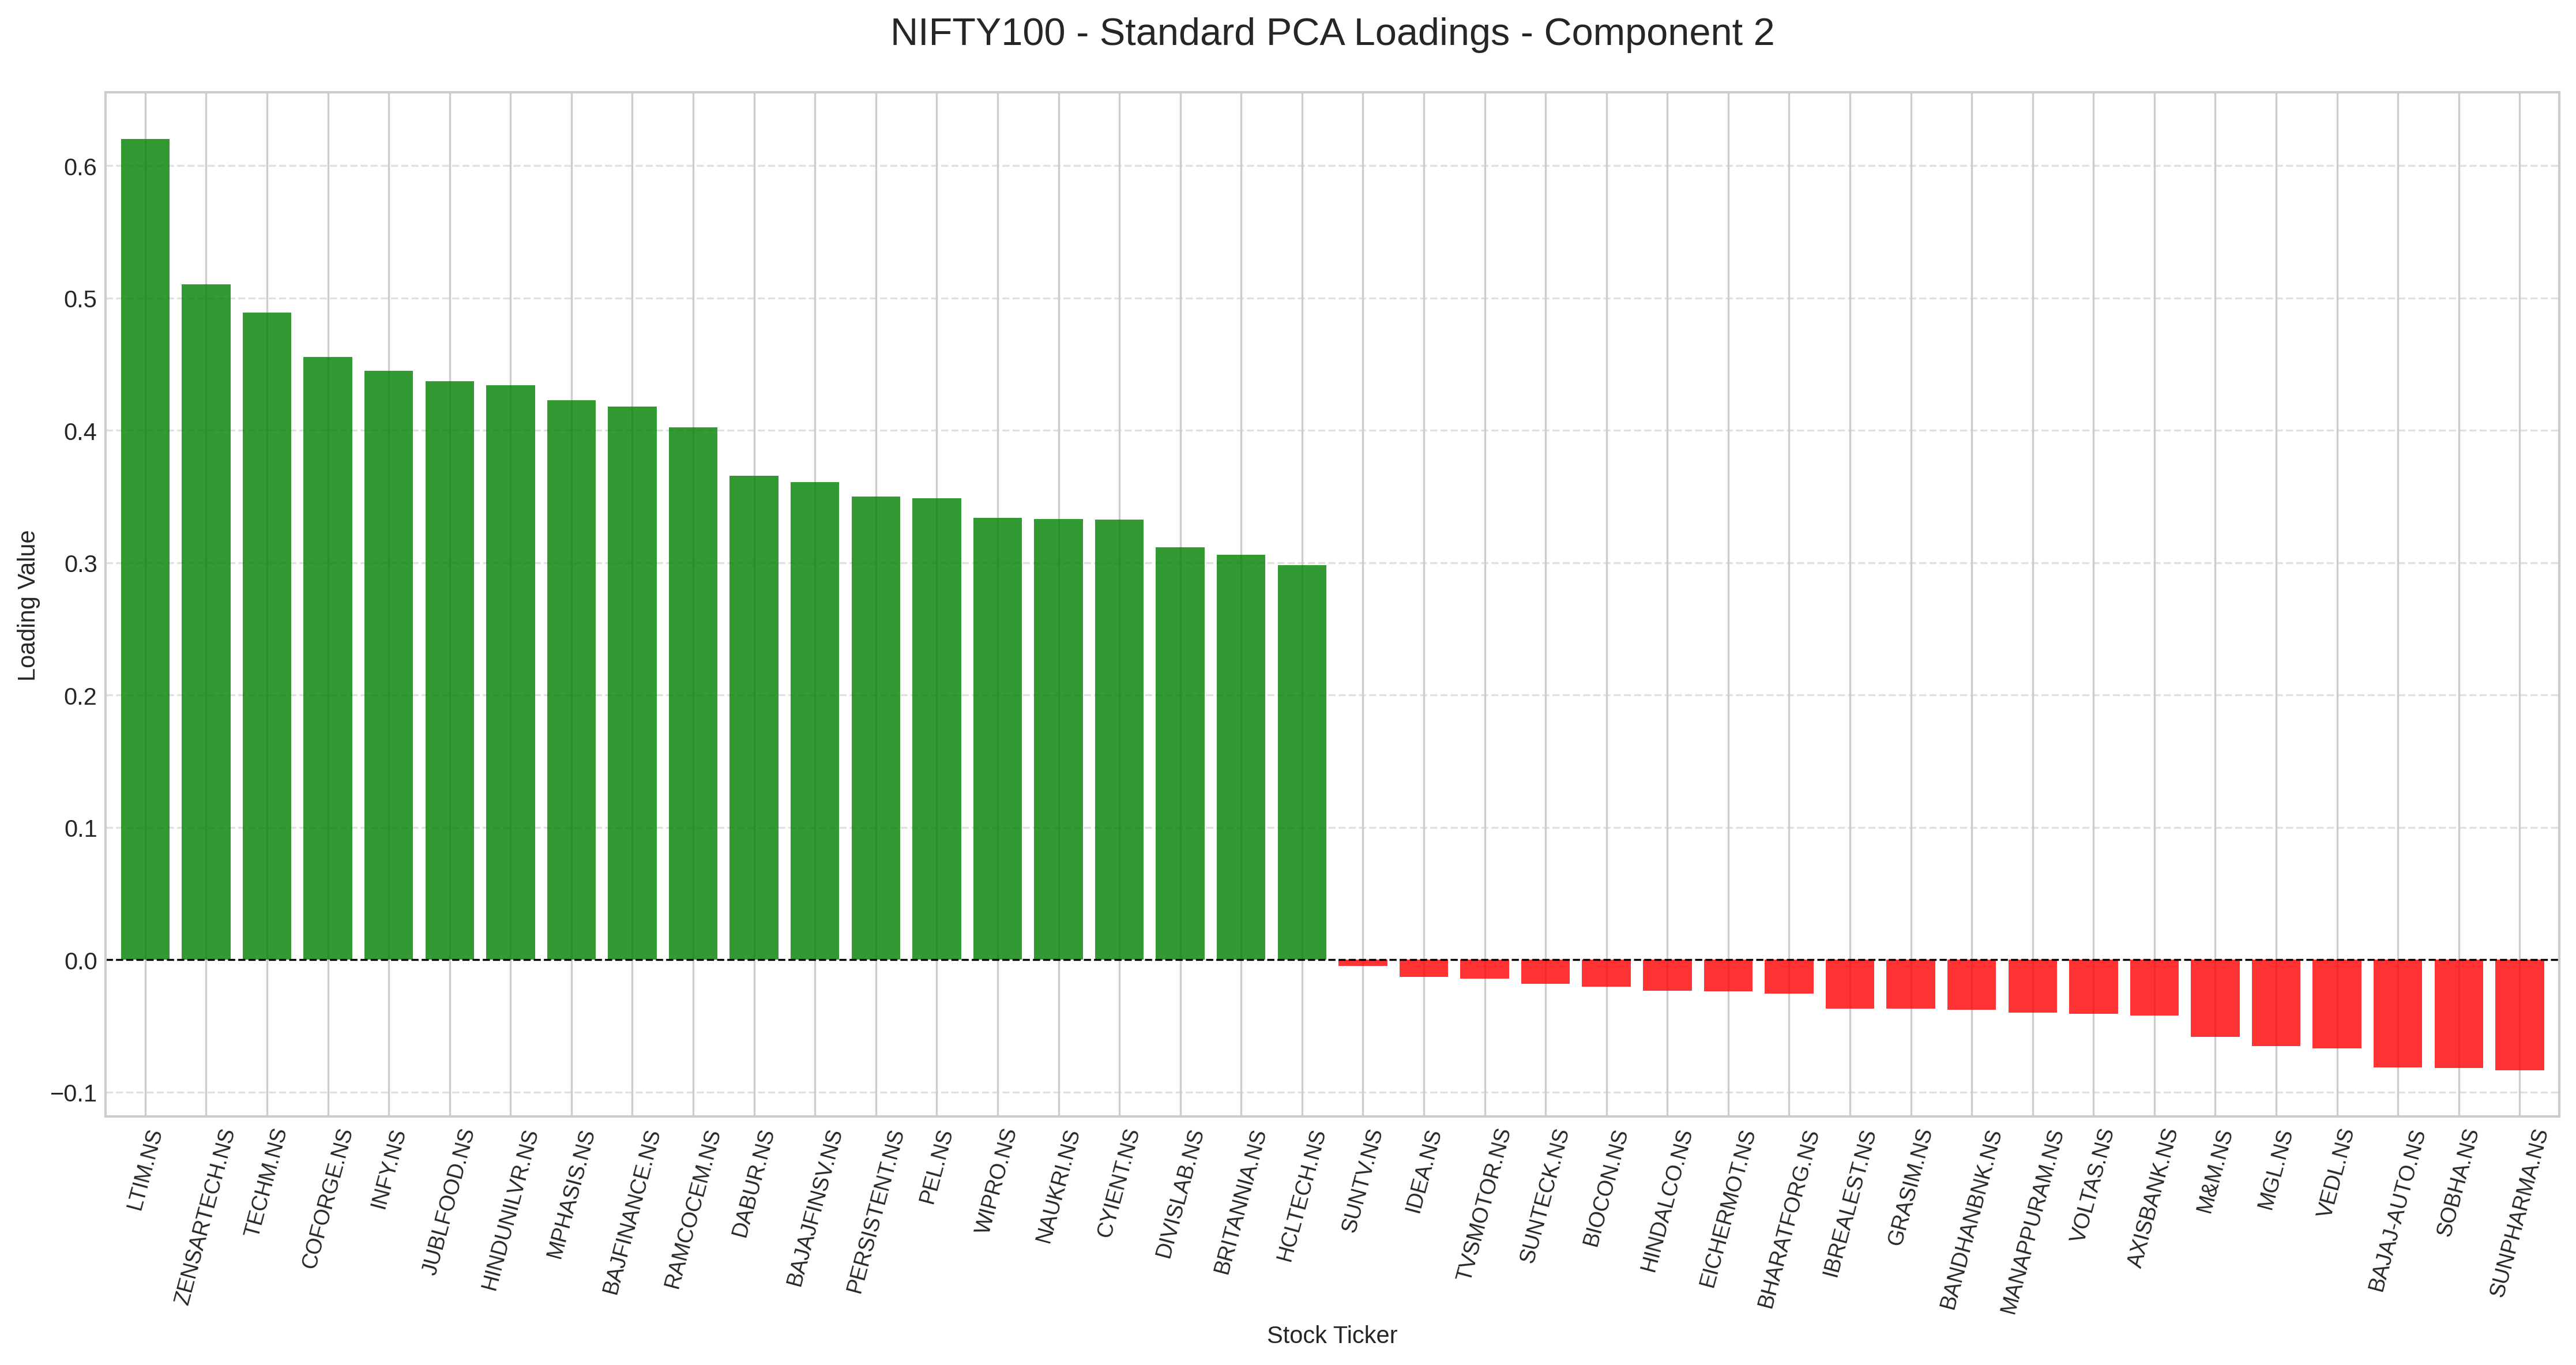 NIFTY100 - Standard PCA Loadings - Component 2
Loading Value
0.6
0.5
0.4
0.3
0.2
0.1
0.0
−0.1
LTIM.NS
ZENSARTECH.NS
TECHM.NS
COFORGE.NS
INFY.NS
JUBLFOOD.NS
HINDUNILVR.NS
MPHASIS.NS
BAJFINANCE.NS
RAMCOCEM.NS
DABUR.NS
BAJAJFINSV.NS
PERSISTENT.NS
PEL.NS
WIPRO.NS
NAUKRI.NS
CYIENT.NS
DIVISLAB.NS
BRITANNIA.NS
HCLTECH.NS
SUNTV.NS
IDEA.NS
TVSMOTOR.NS
SUNTECK.NS
BIOCON.NS
HINDALCO.NS
EICHERMOT.NS
BHARATFORG.NS
IBREALEST.NS
GRASIM.NS
BANDHANBNK.NS
MANAPPURAM.NS
VOLTAS.NS
AXISBANK.NS
M&M.NS
MGL.NS
VEDL.NS
BAJAJ-AUTO.NS
SOBHA.NS
SUNPHARMA.NS
Stock Ticker